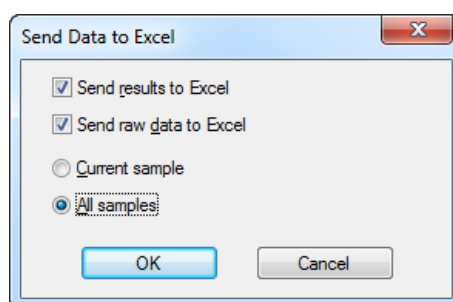 Send Data to Excel
Send results to Excel
Send raw data to Excel
Current sample
All samples
OK Cancel